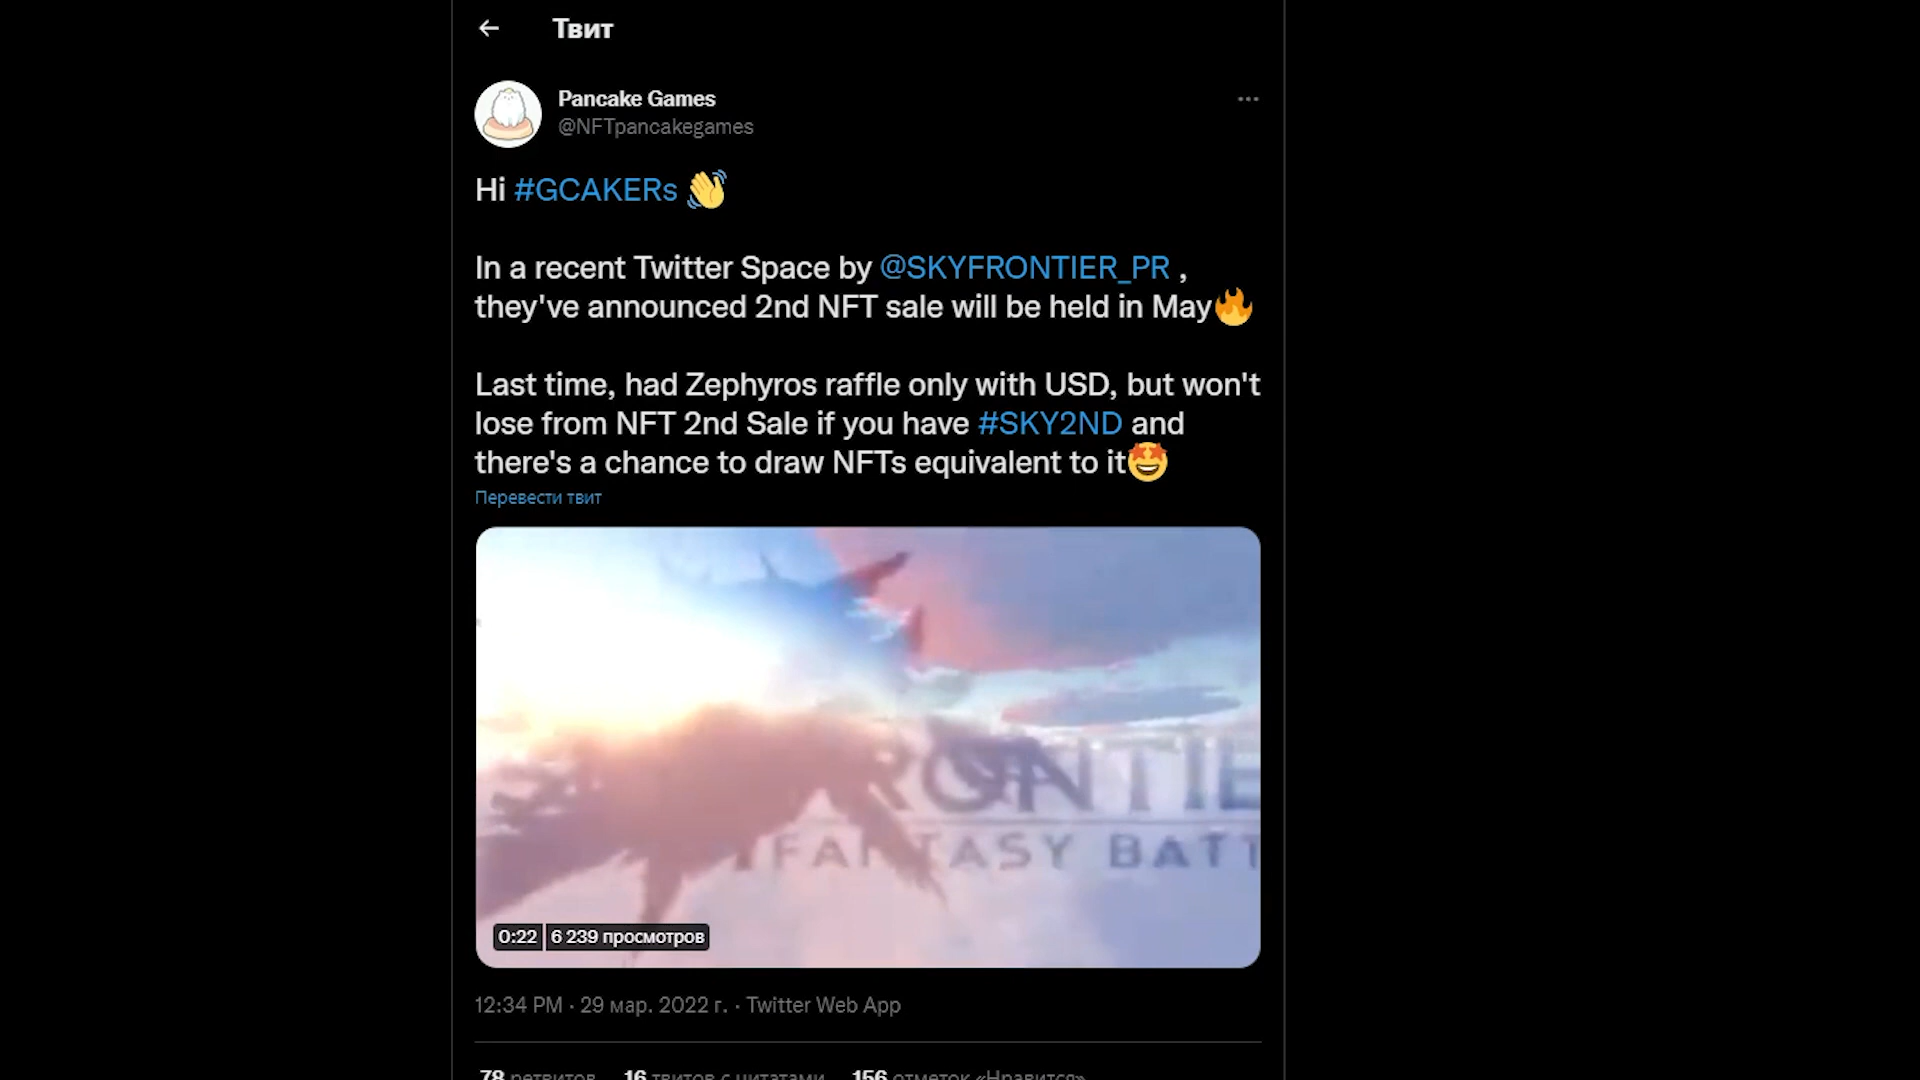 Твит
Pancake Games
@NFTpancakegames
Hi #GCAKERs
In a recent Twitter Space by @SKYFRONTIER_PR ,
they've announced 2nd NFT sale will be held in May
Last time, had Zephyros raffle only with USD, but won't
lose from NFT 2nd Sale if you have #SKY2ND and
there's a chance to draw NFTs equivalent to it
Перевести твит
FANTASY BATT
0:22 6 239 просмотров
12:34 PM · 29 мар. 2022 г. · Twitter Web App
78 ретвитов 16 твитов с цитатами 156 отметок «Нравится»